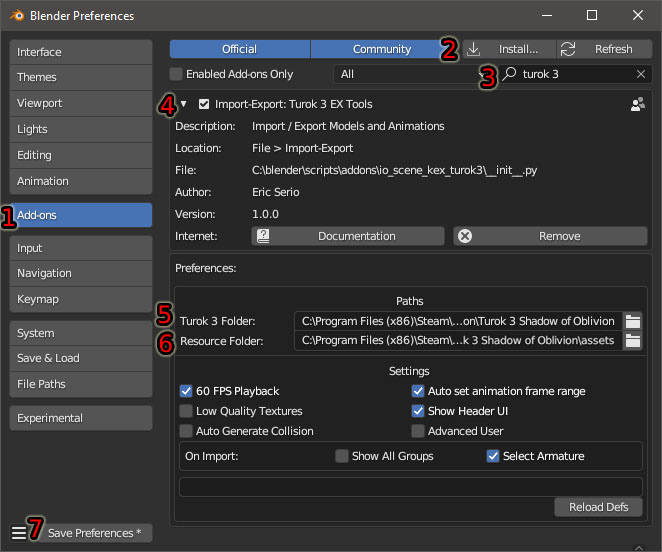 Blender Preferences
Interface
Themes
Viewport
Lights
Editing
Animation
1 Add-ons
Input
Navigation
Keymap
System
Save & Load
File Paths
Experimental
7 Save Preferences *
Official Community 2 Install... Refresh
Enabled Add-ons Only All 3 turok 3
4 Import-Export: Turok 3 EX Tools
Description: Import / Export Models and Animations
Location: File > Import-Export
File: C:\blender\scripts\addons\io_scene_kex_turok3\__init__.py
Author: Eric Serio
Version: 1.0.0
Internet: Documentation Remove
Preferences:
Paths
5 Turok 3 Folder: C:\Program Files (x86)\Steam\...on\Turok 3 Shadow of Oblivion
6 Resource Folder: C:\Program Files (x86)\Steam\...k 3 Shadow of Oblivion\assets
Settings
60 FPS Playback Auto set animation frame range
Low Quality Textures Show Header UI
Auto Generate Collision Advanced User
On Import: Show All Groups Select Armature
Reload Defs